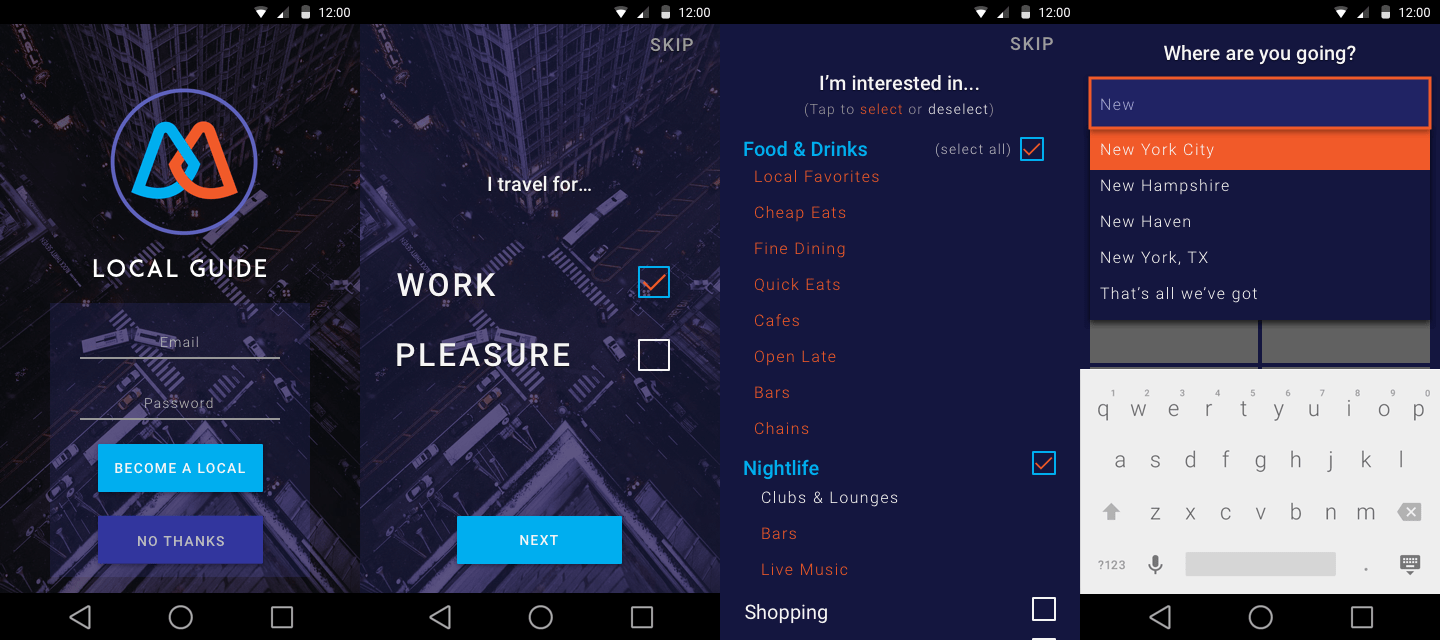 12:00
LOCAL GUIDE
Email
Password
BECOME A LOCAL
NO THANKS
12:00
SKIP
I travel for...
WORK
PLEASURE
NEXT
12:00
SKIP
I'm interested in...
(Tap to select or deselect)
Food & Drinks (select all)
Local Favorites
Cheap Eats
Fine Dining
Quick Eats
Cafes
Open Late
Bars
Chains
Nightlife
Clubs & Lounges
Bars
Live Music
Shopping
12:00
Where are you going?
New
New York City
New Hampshire
New Haven
New York, TX
That's all we've got
1 2 3 4 5 6 7 8 9 0
q w e r t y u i o p
a s d f g h j k l
z x c v b n m
?123 .